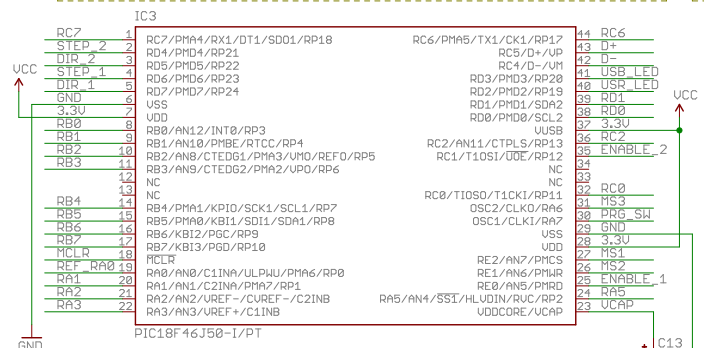 IC3
RC7 1 RC7/PMA4/RX1/DT1/SDO1/RP18 RC6/PMA5/TX1/CK1/RP17 44 RC6
STEP_2 2 RD4/PMD4/RP21 RC5/D+/VP 43 D+
DIR_2 3 RD5/PMD5/RP22 RC4/D-/VM 42 D-
VCC STEP_1 4 RD6/PMD6/RP23 RD3/PMD3/RP20 41 USB_LED
DIR_1 5 RD7/PMD7/RP24 RD2/PMD2/RP19 40 USR_LED
GND 6 VSS RD1/PMD1/SDA2 39 RD1 VCC
3.3V 7 VDD RD0/PMD0/SCL2 38 RD0
RB0 8 RB0/AN12/INT0/RP3 VUSB 37 3.3V
RB1 9 RB1/AN10/PMBE/RTCC/RP4 RC2/AN11/CTPLS/RP13 36 RC2
RB2 10 RB2/AN8/CTEDG1/PMA3/VMO/REFO/RP5 RC1/T1OSI/UOE/RP12 35 ENABLE_2
RB3 11 RB3/AN9/CTEDG2/PMA2/VPO/RP6 34
12 NC 33
13 NC RC0/TIOSO/T1CKI/RP11 32 RC0
RB4 14 RB4/PMA1/KPIO/SCK1/SCL1/RP7 OSC2/CLKO/RA6 31 MS3
RB5 15 RB5/PMA0/KBI1/SDI1/SDA1/RP8 OSC1/CLKI/RA7 30 PRG_SW
RB6 16 RB6/KBI2/PGC/RP9 VSS 29 GND
RB7 17 RB7/KBI3/PGD/RP10 VDD 28 3.3V
MCLR 18 MCLR RE2/AN7/PMCS 27 MS1
REF_RA0 19 RA0/AN0/C1INA/ULPWU/PMA6/RP0 RE1/AN6/PMWR 26 MS2
RA1 20 RA1/AN1/C2INA/PMA7/RP1 RE0/AN5/PMRD 25 ENABLE_1
RA2 21 RA2/AN2/VREF-/CVREF-/C2INB RA5/AN4/SS1/HLVDIN/RVC/RP2 24 RA5
RA3 22 RA3/AN3/VREF+/C1INB VDDCORE/VCAP 23 VCAP
PIC18F46J50-I/PT
GND C13